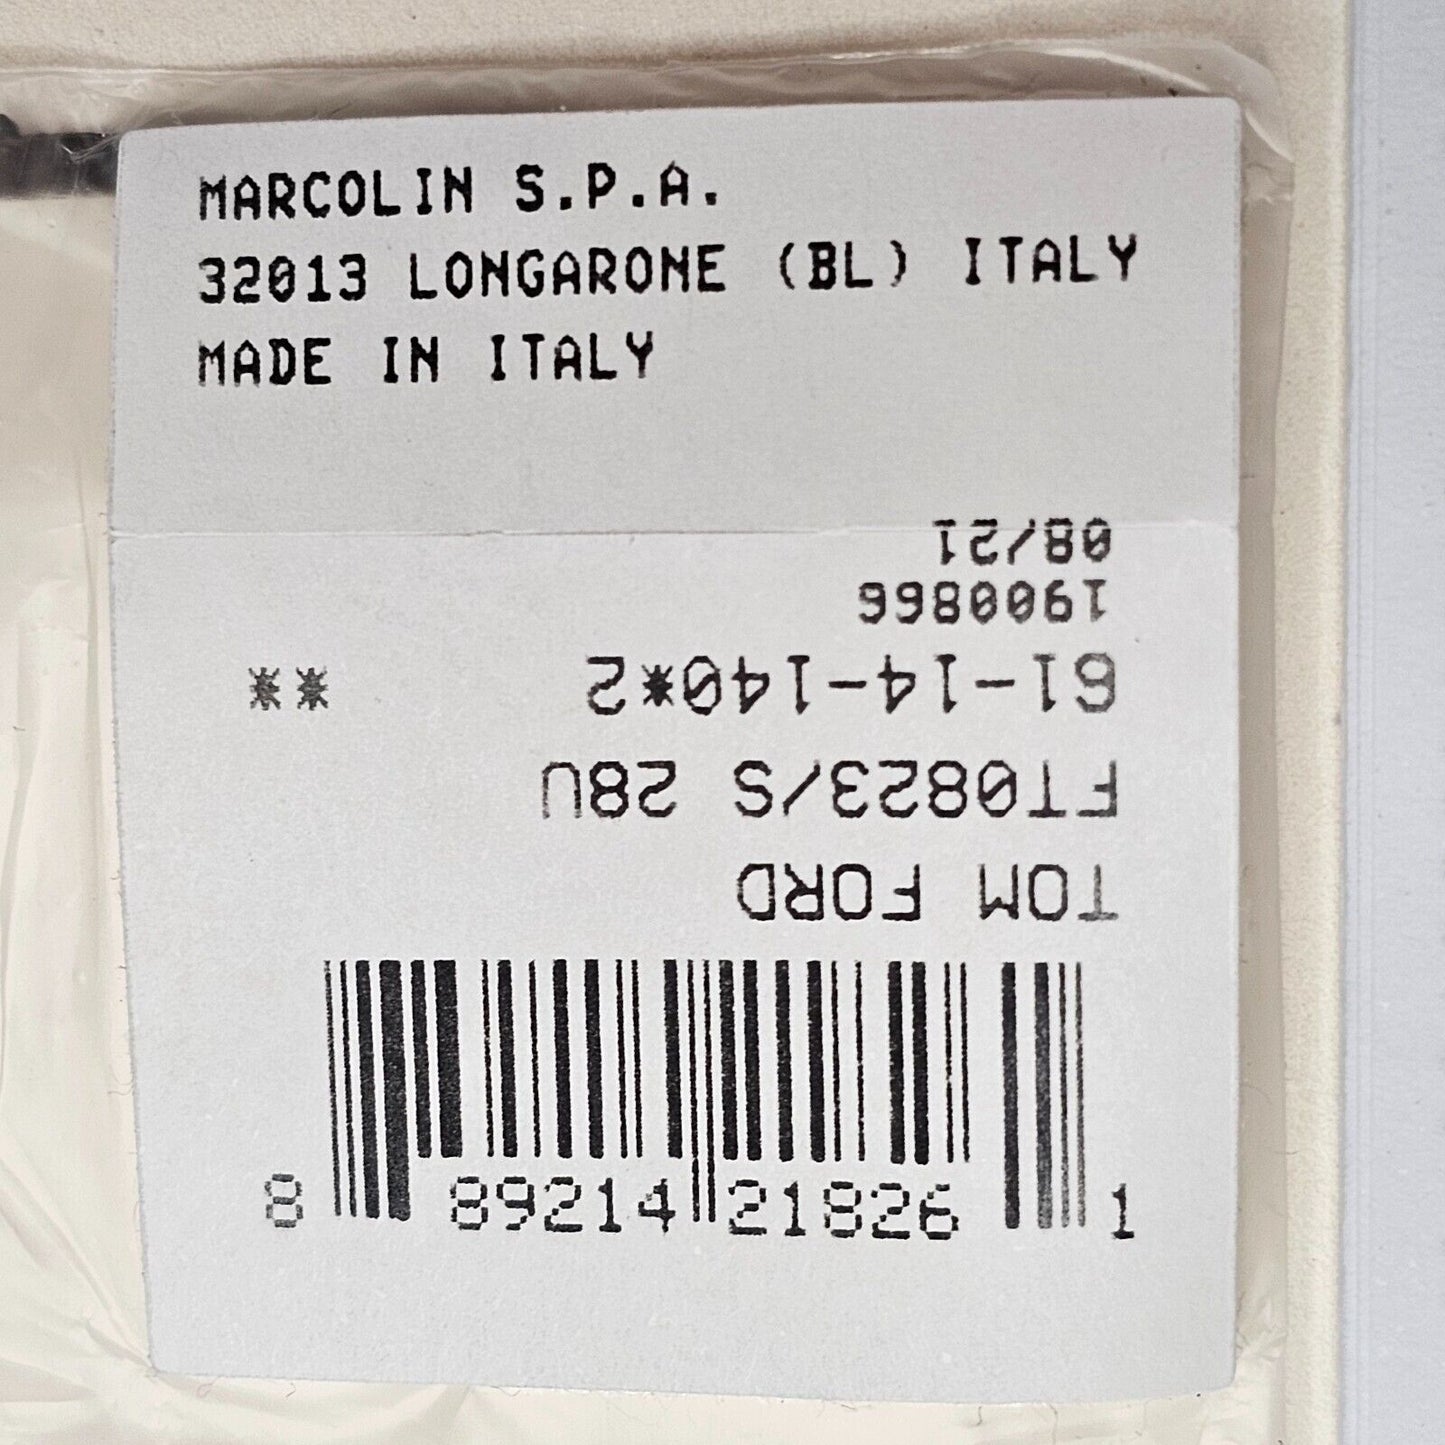 MARCOLIN S.P.A.
32013 LONGARONE (BL) ITALY
MADE IN ITALY
TOM FORD
FT0823/S 28U
61-14-140*2 **
1900866
08/21
8 89214 21826 1